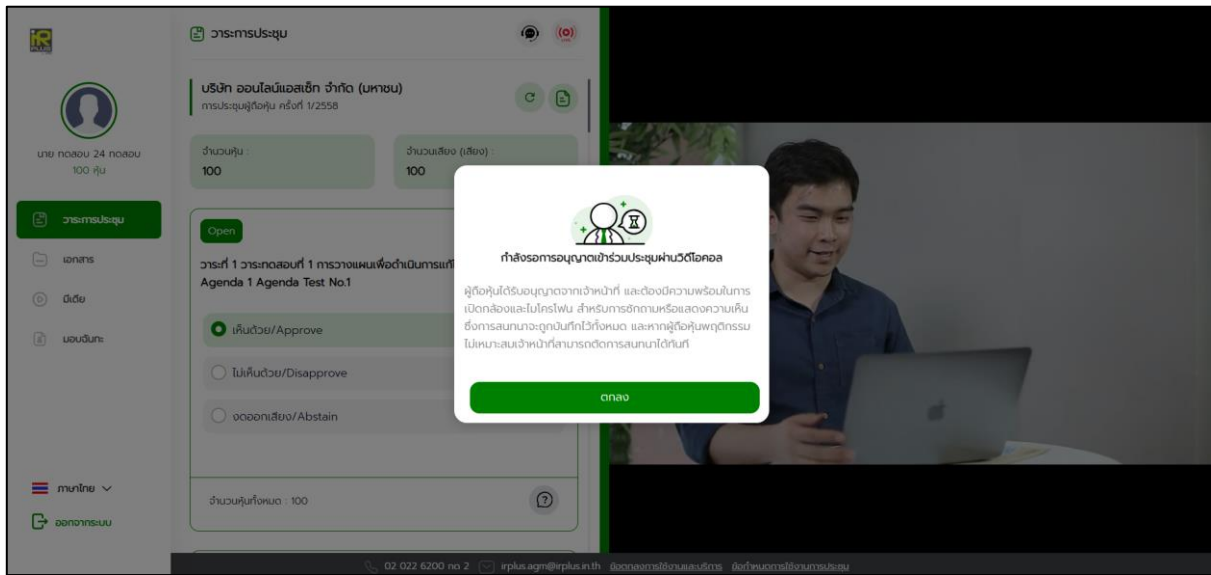 iR
PLUS
นาย ทดสอบ 24 ทดสอบ
100 หุ้น
วาระการประชุม
เอกสาร
มีเดีย
มอบฉันทะ
ภาษาไทย
ออกจากระบบ
วาระการประชุม
บริษัท ออนไลน์แอสเซ็ท จำกัด (มหาชน)
การประชุมผู้ถือหุ้น ครั้งที่ 1/2558
จำนวนหุ้น :
100
จำนวนเสียง (เสียง) :
100
Open
วาระที่ 1 วาระทดสอบที่ 1 การวางแผนเพื่อดำเนินการแก้ไ
Agenda 1 Agenda Test No.1
เห็นด้วย/Approve
ไม่เห็นด้วย/Disapprove
งดออกเสียง/Abstain
จำนวนหุ้นทั้งหมด : 100
กำลังรอการอนุญาตเข้าร่วมประชุมผ่านวิดีโอคอล
ผู้ถือหุ้นได้รับอนุญาตจากเจ้าหน้าที่ และต้องมีความพร้อมในการ
เปิดกล้องและไมโครโฟน สำหรับการซักถามหรือแสดงความเห็น
ซึ่งการสนทนาจะถูกบันทึกไว้ทั้งหมด และหากผู้ถือหุ้นพฤติกรรม
ไม่เหมาะสมเจ้าหน้าที่สามารถตัดการสนทนาได้ทันที
ตกลง
02 022 6200 กด 2 irplus.agm@irplus.in.th ข้อตกลงการใช้งานและบริการ ข้อกำหนดการใช้งานการประชุม